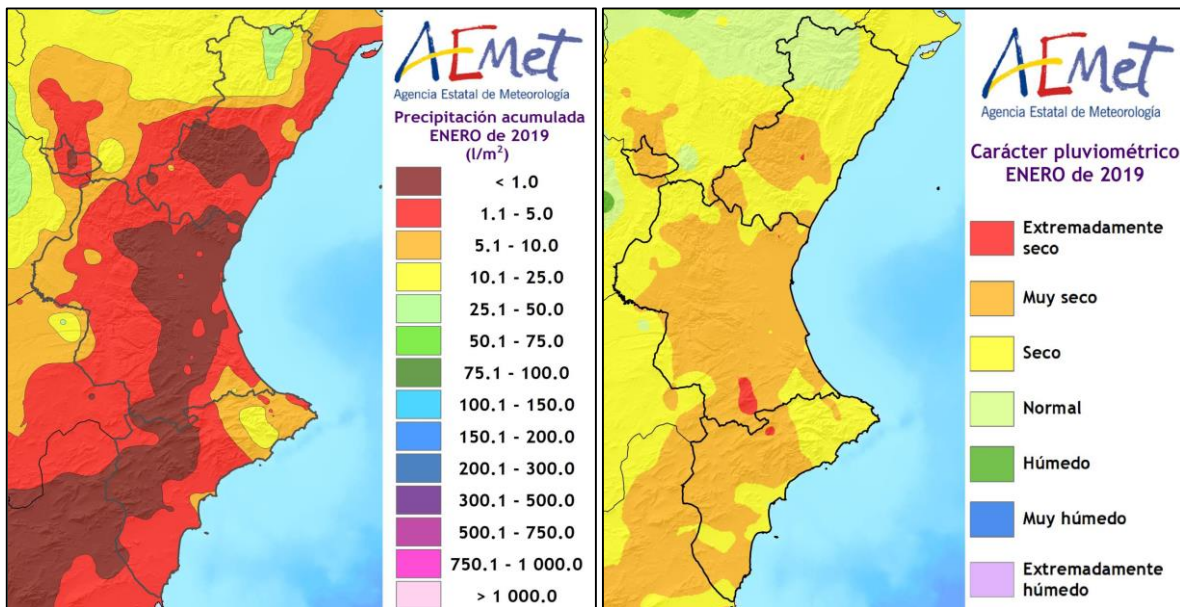 AEMet
Agencia Estatal de Meteorología
Precipitación acumulada
ENERO de 2019
(l/m²)
< 1.0
1.1 - 5.0
5.1 - 10.0
10.1 - 25.0
25.1 - 50.0
50.1 - 75.0
75.1 - 100.0
100.1 - 150.0
150.1 - 200.0
200.1 - 300.0
300.1 - 500.0
500.1 - 750.0
750.1 - 1 000.0
> 1 000.0
AEMet
Agencia Estatal de Meteorología
Carácter pluviométrico
ENERO de 2019
Extremadamente
seco
Muy seco
Seco
Normal
Húmedo
Muy húmedo
Extremadamente
húmedo